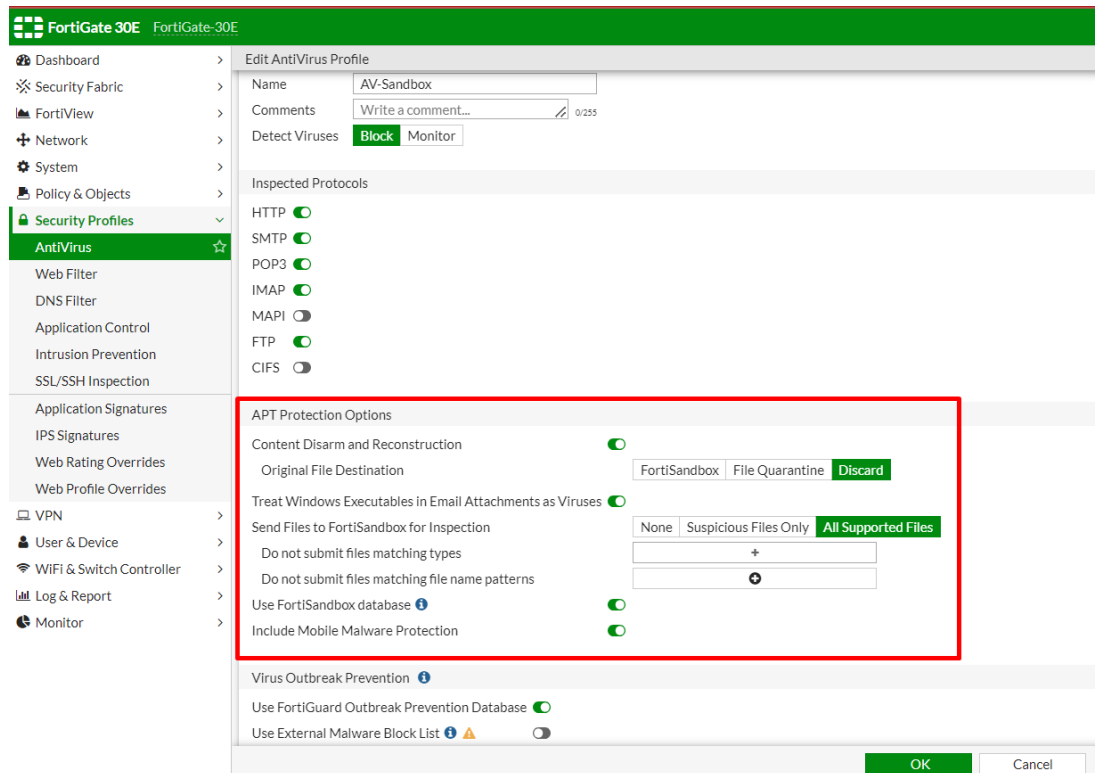 FortiGate 30E FortiGate-30E
Dashboard
Security Fabric
FortiView
Network
System
Policy & Objects
Security Profiles
AntiVirus
Web Filter
DNS Filter
Application Control
Intrusion Prevention
SSL/SSH Inspection
Application Signatures
IPS Signatures
Web Rating Overrides
Web Profile Overrides
VPN
User & Device
WiFi & Switch Controller
Log & Report
Monitor
Edit AntiVirus Profile
Name AV-Sandbox
Comments Write a comment... 0/255
Detect Viruses Block Monitor
Inspected Protocols
HTTP
SMTP
POP3
IMAP
MAPI
FTP
CIFS
APT Protection Options
Content Disarm and Reconstruction
Original File Destination FortiSandbox File Quarantine Discard
Treat Windows Executables in Email Attachments as Viruses
Send Files to FortiSandbox for Inspection None Suspicious Files Only All Supported Files
Do not submit files matching types
Do not submit files matching file name patterns
Use FortiSandbox database
Include Mobile Malware Protection
Virus Outbreak Prevention
Use FortiGuard Outbreak Prevention Database
Use External Malware Block List
OK Cancel